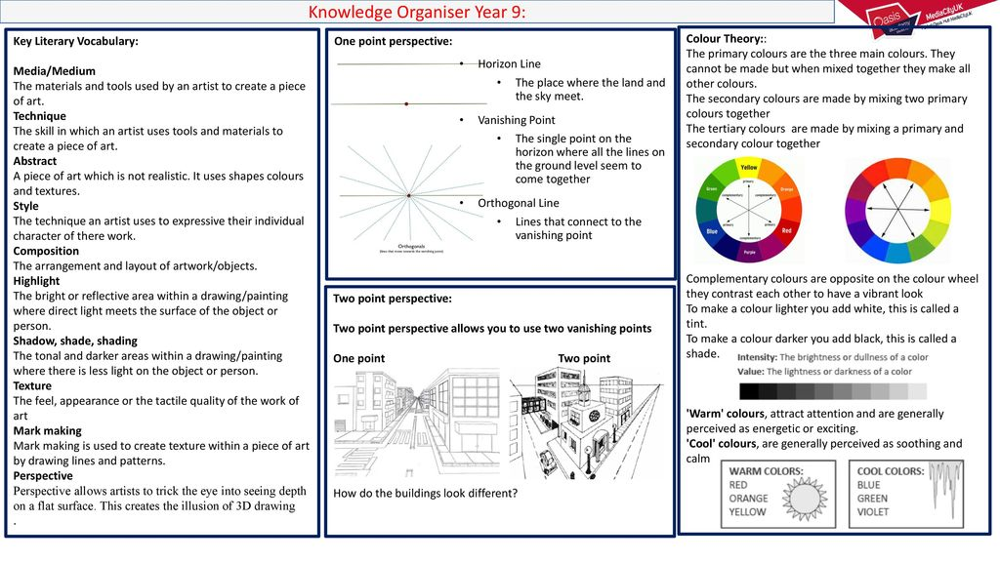 Knowledge Organiser Year 9:
Oasis
academy
MediaCityUK
Key Literary Vocabulary:
Media/Medium
The materials and tools used by an artist to create a piece
of art.
Technique
The skill in which an artist uses tools and materials to
create a piece of art.
Abstract
A piece of art which is not realistic. It uses shapes colours
and textures.
Style
The technique an artist uses to expressive their individual
character of there work.
Composition
The arrangement and layout of artwork/objects.
Highlight
The bright or reflective area within a drawing/painting
where direct light meets the surface of the object or
person.
Shadow, shade, shading
The tonal and darker areas within a drawing/painting
where there is less light on the object or person.
Texture
The feel, appearance or the tactile quality of the work of
art
Mark making
Mark making is used to create texture within a piece of art
by drawing lines and patterns.
Perspective
Perspective allows artists to trick the eye into seeing depth
on a flat surface. This creates the illusion of 3D drawing
.
One point perspective:
• Horizon Line
• The place where the land and
the sky meet.
• Vanishing Point
• The single point on the
horizon where all the lines on
the ground level seem to
come together
• Orthogonal Line
• Lines that connect to the
vanishing point
Orthogonals
(lines that move towards the vanishing point)
Two point perspective:
Two point perspective allows you to use two vanishing points
One point
Two point
How do the buildings look different?
Colour Theory::
The primary colours are the three main colours. They
cannot be made but when mixed together they make all
other colours.
The secondary colours are made by mixing two primary
colours together
The tertiary colours  are made by mixing a primary and
secondary colour together
Yellow
primary
Green
Orange
complementary
complementary
primary
primary
Blue
Red
complementary
Purple
Complementary colours are opposite on the colour wheel
they contrast each other to have a vibrant look
To make a colour lighter you add white, this is called a
tint.
To make a colour darker you add black, this is called a
shade.
Intensity: The brightness or dullness of a color
Value: The lightness or darkness of a color
'Warm' colours, attract attention and are generally
perceived as energetic or exciting.
'Cool' colours, are generally perceived as soothing and
calm
WARM COLORS:
RED
ORANGE
YELLOW
COOL COLORS:
BLUE
GREEN
VIOLET